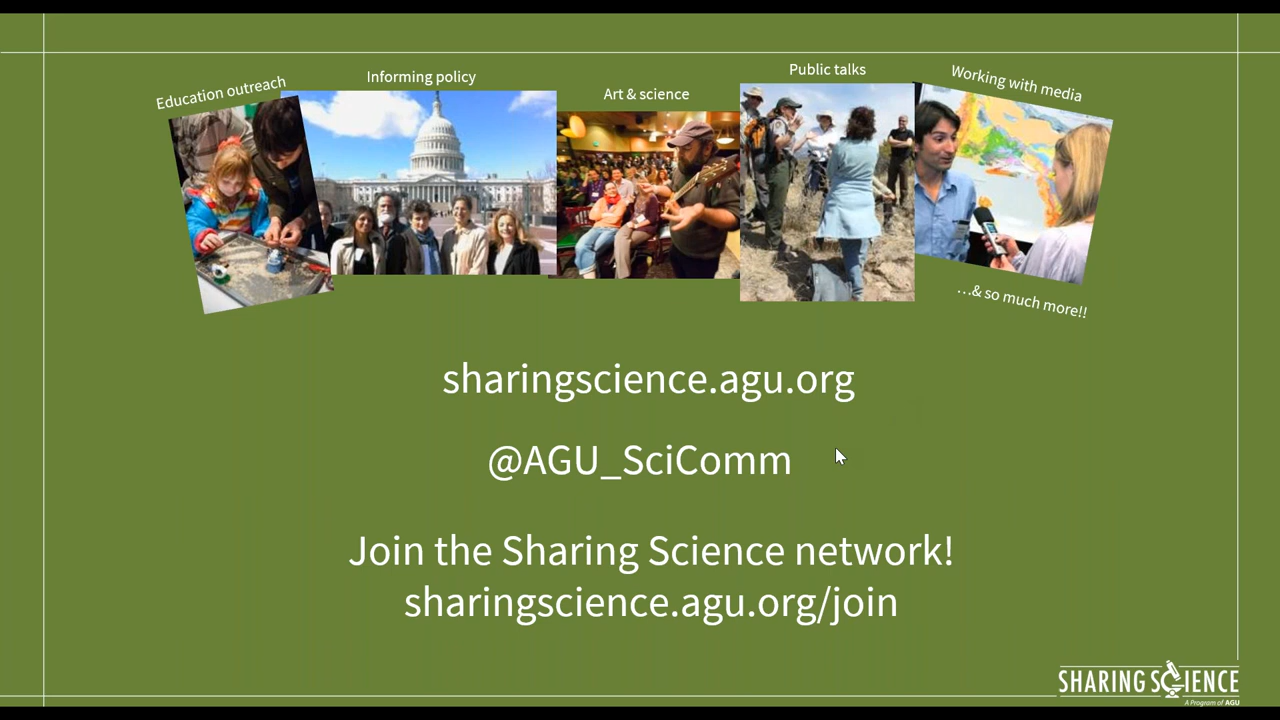 Education outreach
Informing policy
Art & science
Public talks
Working with media
...& so much more!!
sharingscience.agu.org
@AGU_SciComm
Join the Sharing Science network!
sharingscience.agu.org/join
SHARING SCIENCE
A Program of AGU